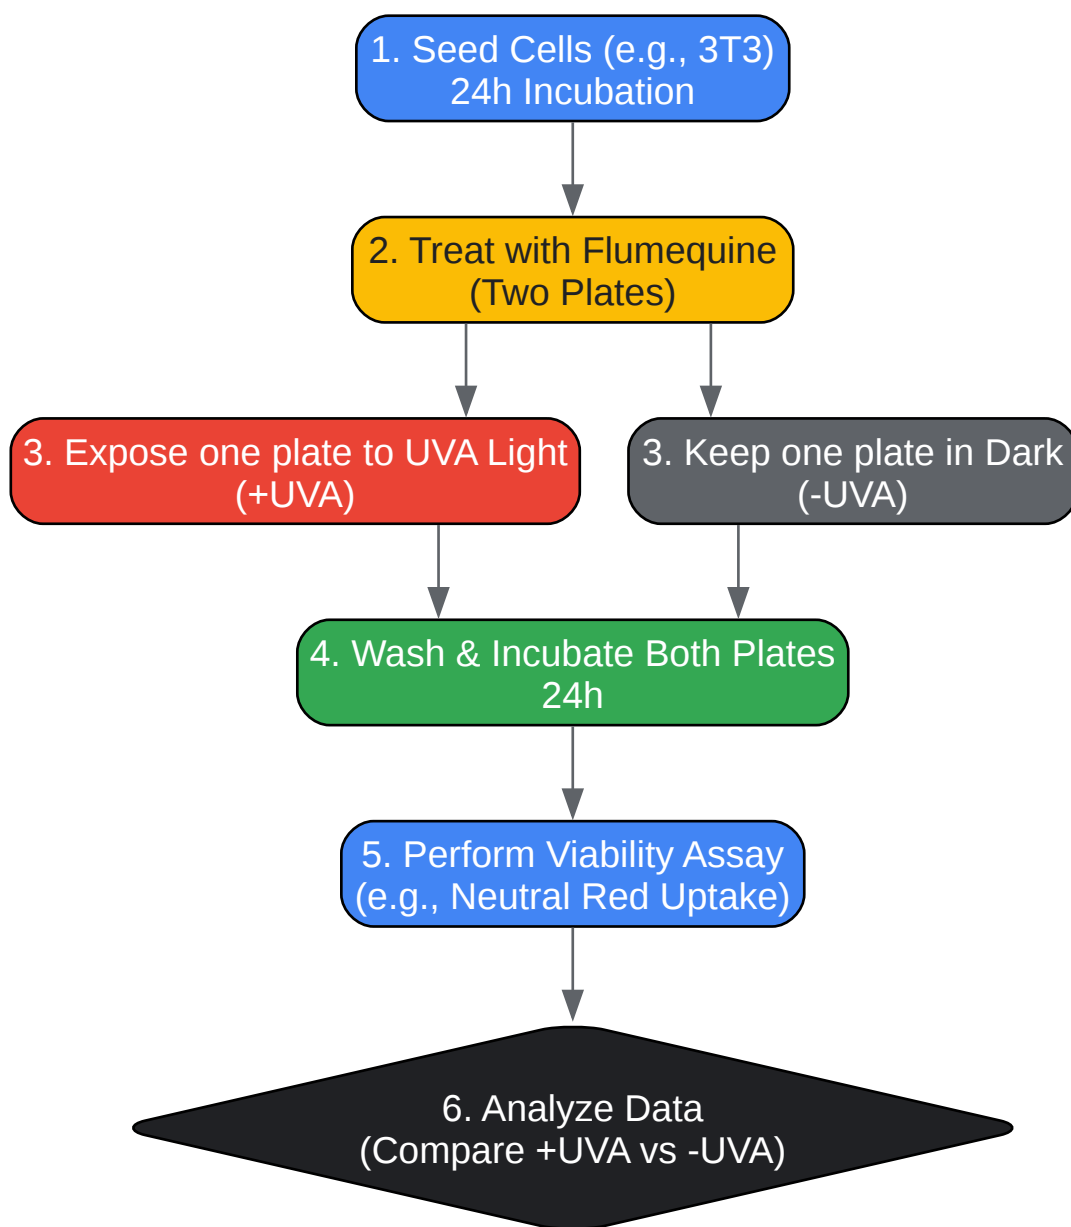 1. Seed Cells (e.g., 3T3)
24h Incubation
2. Treat with Flumequine
(Two Plates)
3. Expose one plate to UVA Light
(+UVA)
3. Keep one plate in Dark
(-UVA)
4. Wash & Incubate Both Plates
24h
5. Perform Viability Assay
(e.g., Neutral Red Uptake)
6. Analyze Data
(Compare +UVA vs -UVA)